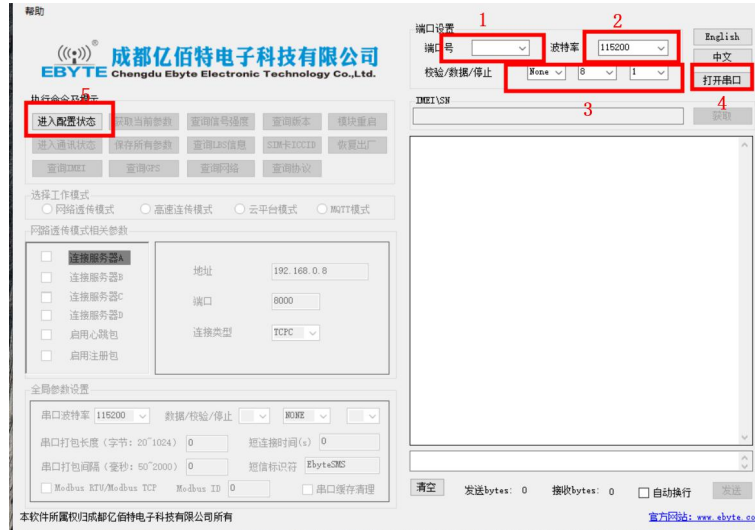 帮助
EBYTE
®
成都亿佰特电子科技有限公司
Chengdu Ebyte Electronic Technology Co.,Ltd.
端口设置
1
2
端口号
波特率
115200
English
中文
校验/数据/停止
None
8
1
打开串口
3
4
执行命令及提示
5
IMEI\SN
获取
进入配置状态
获取当前参数
查询信号强度
查询版本
模块重启
进入通讯状态
保存所有参数
查询LBS信息
SIM卡ICCID
恢复出厂
查询IMEI
查询GPS
查询网络
查询协议
选择工作模式
网络透传模式
高速连传模式
云平台模式
MQTT模式
网路透传模式相关参数
连接服务器A
连接服务器B
连接服务器C
连接服务器D
启用心跳包
启用注册包
地址
192.168.0.8
端口
8000
连接类型
TCPC
全局参数设置
串口波特率
115200
数据/校验/停止
NONE
串口打包长度（字节：20~1024）
0
短连接时间(s)
0
串口打包间隔（毫秒：50~2000）
0
短信标识符
EbyteSMS
Modbus RTU/Modbus TCP
Modbus ID
0
串口缓存清理
清空
发送bytes: 0
接收bytes: 0
自动换行
发送
本软件所属权归成都亿佰特电子科技有限公司所有
官方网站: www.ebyte.co